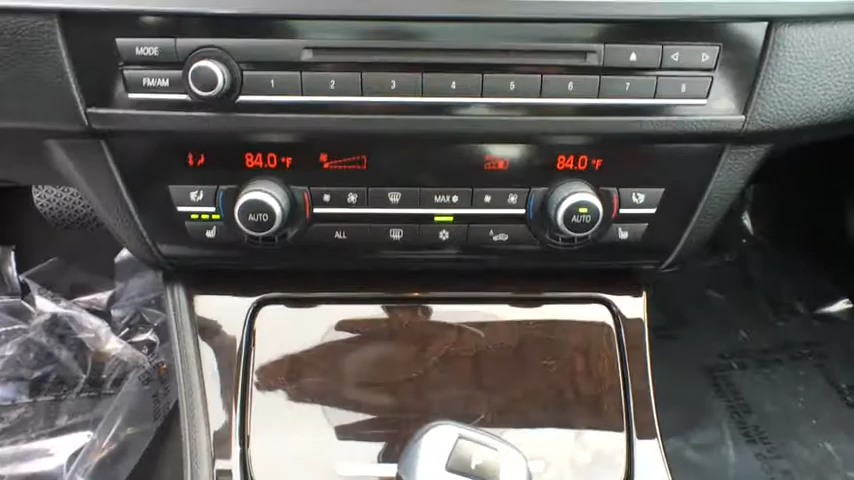 MODE
FM/AM 1 2 3 4 5 6 7 8
84.0 °F 84.0 °F
MAX
AUTO AUTO
ALL
P